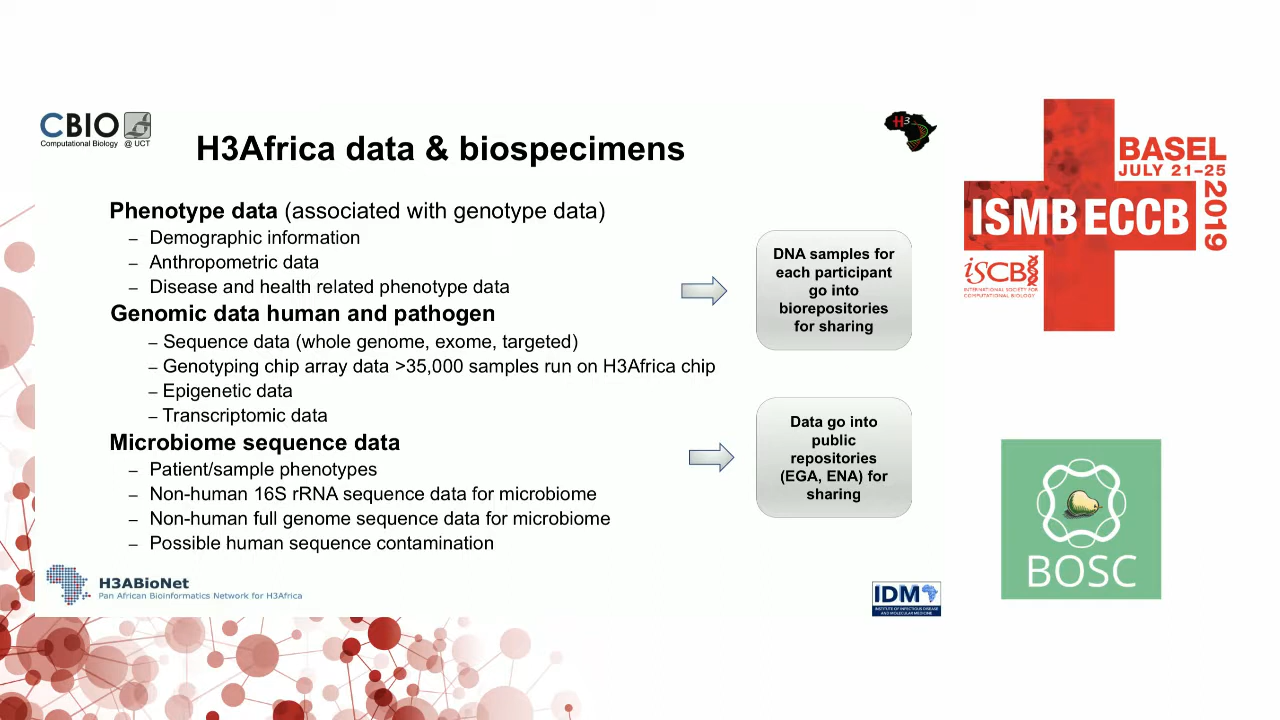 CBIO
Computational Biology @ UCT
H3Africa data & biospecimens
H3
Phenotype data (associated with genotype data)
– Demographic information
– Anthropometric data
– Disease and health related phenotype data
Genomic data human and pathogen
– Sequence data (whole genome, exome, targeted)
– Genotyping chip array data >35,000 samples run on H3Africa chip
– Epigenetic data
– Transcriptomic data
Microbiome sequence data
– Patient/sample phenotypes
– Non-human 16S rRNA sequence data for microbiome
– Non-human full genome sequence data for microbiome
– Possible human sequence contamination
DNA samples for
each participant
go into
biorepositories
for sharing
Data go into
public
repositories
(EGA, ENA) for
sharing
H3ABioNet
Pan African Bioinformatics Network for H3Africa
IDM
INSTITUTE OF INFECTIOUS DISEASE
AND MOLECULAR MEDICINE
BASEL
JULY 21–25
2019
ISMB ECCB
iSCB
INTERNATIONAL SOCIETY FOR
COMPUTATIONAL BIOLOGY
BOSC